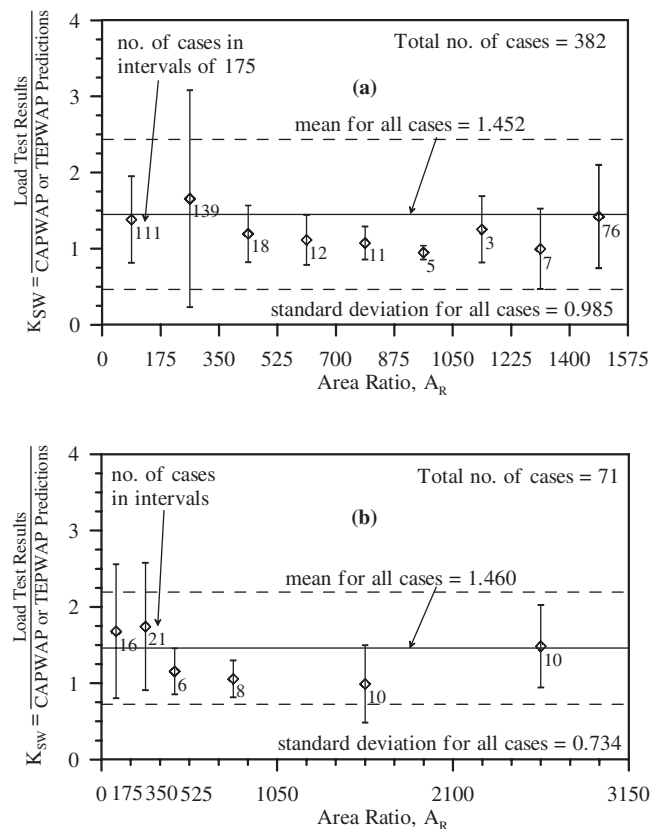 4
3
2
1
0
K_SW = Load Test Results
CAPWAP or TEPWAP Predictions
no. of cases in
intervals of 175
Total no. of cases = 382
(a)
mean for all cases = 1.452
111
139
18
12
11
5
3
7
76
standard deviation for all cases = 0.985
0 175 350 525 700 875 1050 1225 1400 1575
Area Ratio, A_R
4
3
2
1
0
K_SW = Load Test Results
CAPWAP or TEPWAP Predictions
no. of cases
in intervals
Total no. of cases = 71
(b)
mean for all cases = 1.460
16
21
6
8
10
10
standard deviation for all cases = 0.734
0 175 350 525 1050 2100 3150
Area Ratio, A_R